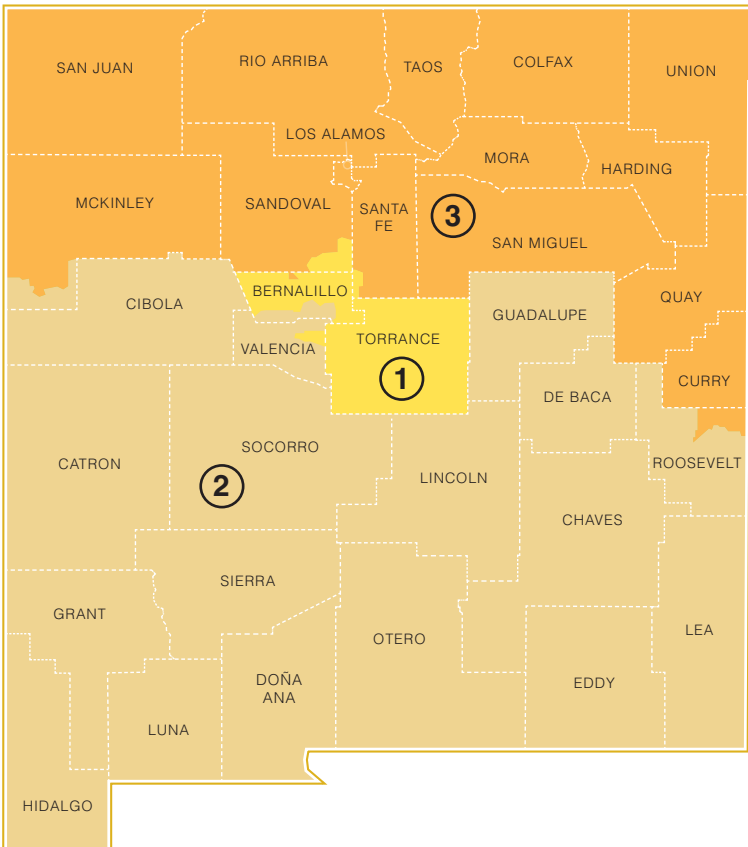 SAN JUAN
RIO ARRIBA
TAOS
COLFAX
UNION
LOS ALAMOS
MORA
HARDING
MCKINLEY
SANDOVAL
SANTA
FE
3
SAN MIGUEL
BERNALILLO
QUAY
CIBOLA
GUADALUPE
VALENCIA
TORRANCE
1
CURRY
DE BACA
SOCORRO
CATRON
2
LINCOLN
ROOSEVELT
CHAVES
SIERRA
GRANT
OTERO
LEA
DOÑA
ANA
EDDY
LUNA
HIDALGO